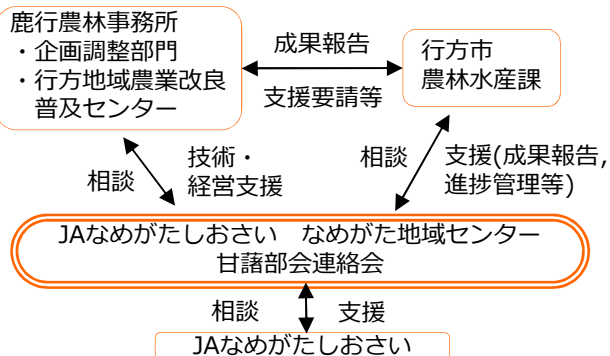 鹿行農林事務所
・企画調整部門
・行方地域農業改良
普及センター
成果報告
支援要請等
行方市
農林水産課
相談
技術・
経営支援
相談
支援(成果報告,
進捗管理等)
JAなめがたしおさい　なめがた地域センター
甘藷部会連絡会
相談
支援
JAなめがたしおさい